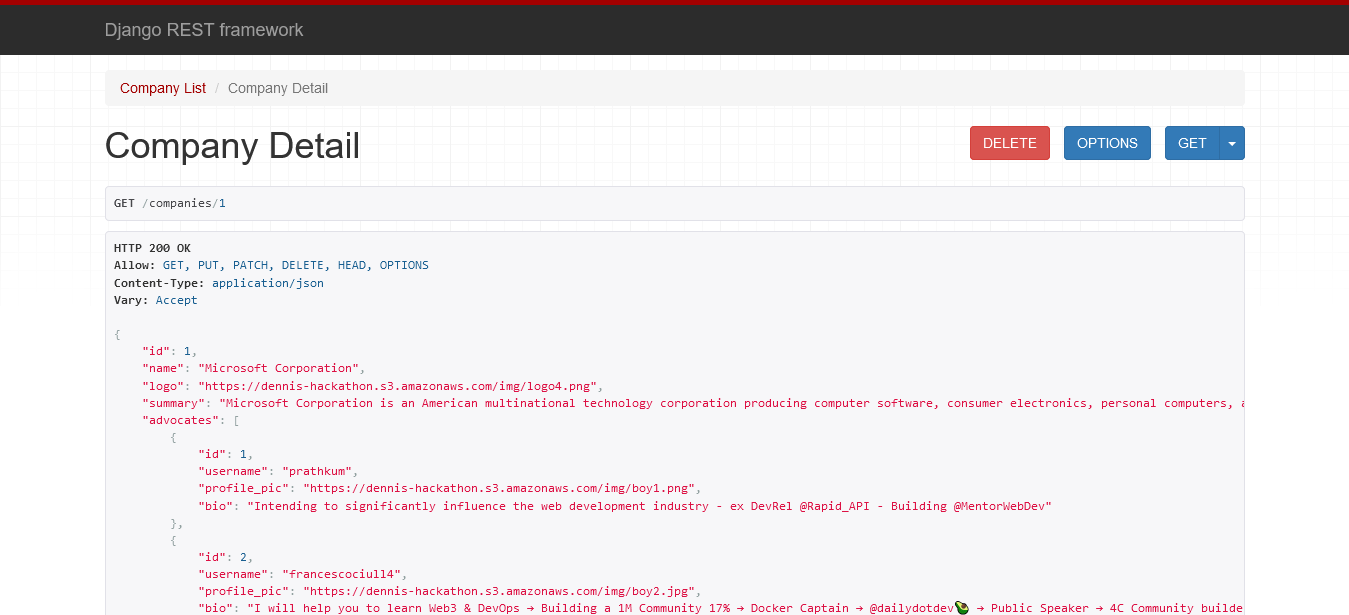 Django REST framework
Company List / Company Detail
Company Detail
DELETE OPTIONS GET
GET /companies/1
HTTP 200 OK
Allow: GET, PUT, PATCH, DELETE, HEAD, OPTIONS
Content-Type: application/json
Vary: Accept
{
"id": 1,
"name": "Microsoft Corporation",
"logo": "https://dennis-hackathon.s3.amazonaws.com/img/logo4.png",
"summary": "Microsoft Corporation is an American multinational technology corporation producing computer software, consumer electronics, personal computers,
"advocates": [
{
"id": 1,
"username": "prathkum",
"profile_pic": "https://dennis-hackathon.s3.amazonaws.com/img/boy1.png",
"bio": "Intending to significantly influence the web development industry - ex DevRel @Rapid_API - Building @MentorWebDev"
},
{
"id": 2,
"username": "francescociull4",
"profile_pic": "https://dennis-hackathon.s3.amazonaws.com/img/boy2.jpg",
"bio": "I will help you to learn Web3 & DevOps → Building a 1M Community 17% → Docker Captain → @dailydotdev🥑 → Public Speaker → 4C Community builde